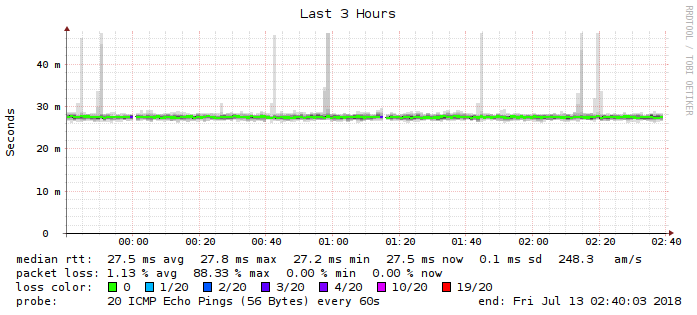 Last 3 Hours
RRDTOOL / TOBI OETIKER
Seconds
40 m
30 m
20 m
10 m
0
00:00 00:20 00:40 01:00 01:20 01:40 02:00 02:20 02:40
median rtt: 27.5 ms avg 27.8 ms max 27.2 ms min 27.5 ms now 0.1 ms sd 248.3 am/s
packet loss: 1.13 % avg 88.33 % max 0.00 % min 0.00 % now
loss color: 0 1/20 2/20 3/20 4/20 10/20 19/20
probe: 20 ICMP Echo Pings (56 Bytes) every 60s end: Fri Jul 13 02:40:03 2018